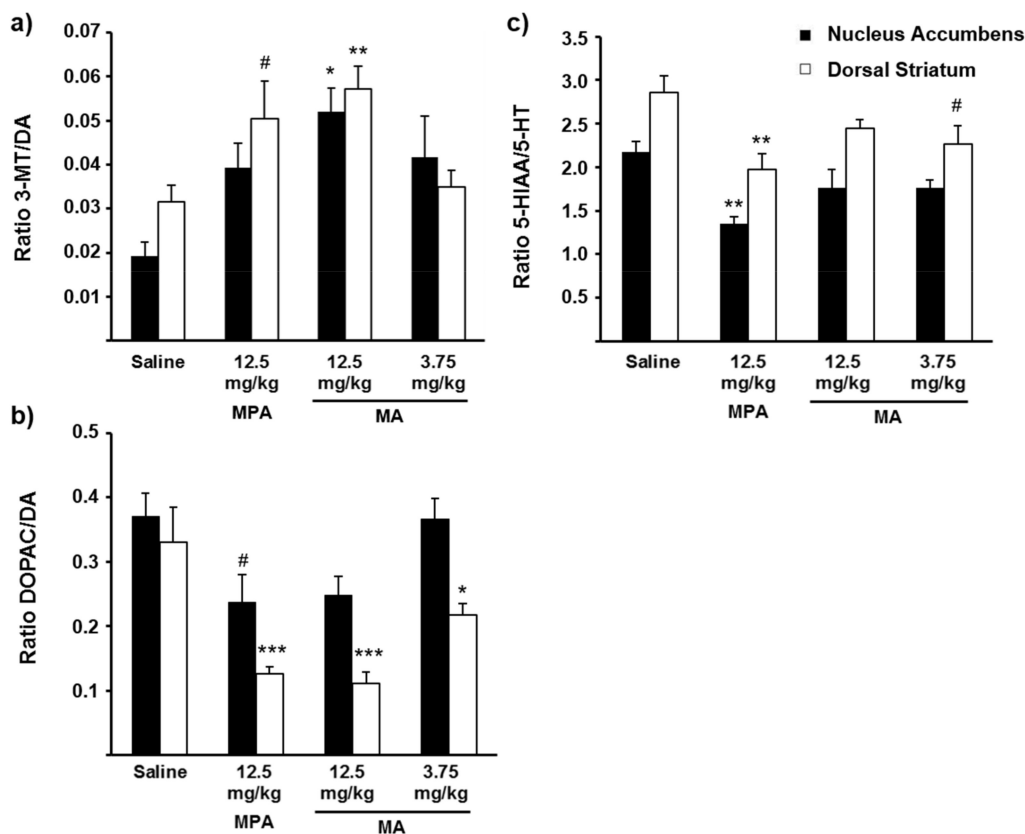 a)
0.07
0.06
0.05
0.04
0.03
0.02
0.01
Ratio 3-MT/DA
#
*
**
Saline
12.5 mg/kg
12.5 mg/kg
3.75 mg/kg
MPA
MA
c)
Nucleus Accumbens
Dorsal Striatum
3.5
3.0
2.5
2.0
1.5
1.0
0.5
Ratio 5-HIAA/5-HT
**
**
#
Saline
12.5 mg/kg
12.5 mg/kg
3.75 mg/kg
MPA
MA
b)
0.5
0.4
0.3
0.2
0.1
Ratio DOPAC/DA
#
***
***
*
Saline
12.5 mg/kg
12.5 mg/kg
3.75 mg/kg
MPA
MA